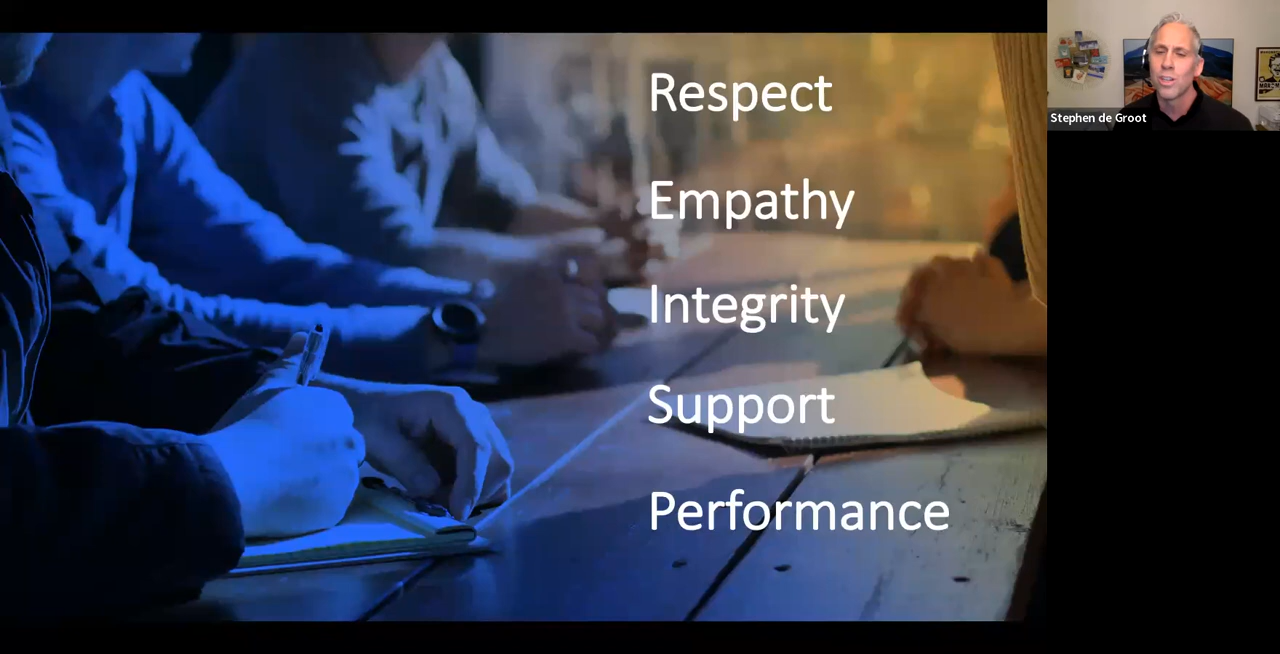 Respect
Empathy
Integrity
Support
Performance
Stephen de Groot